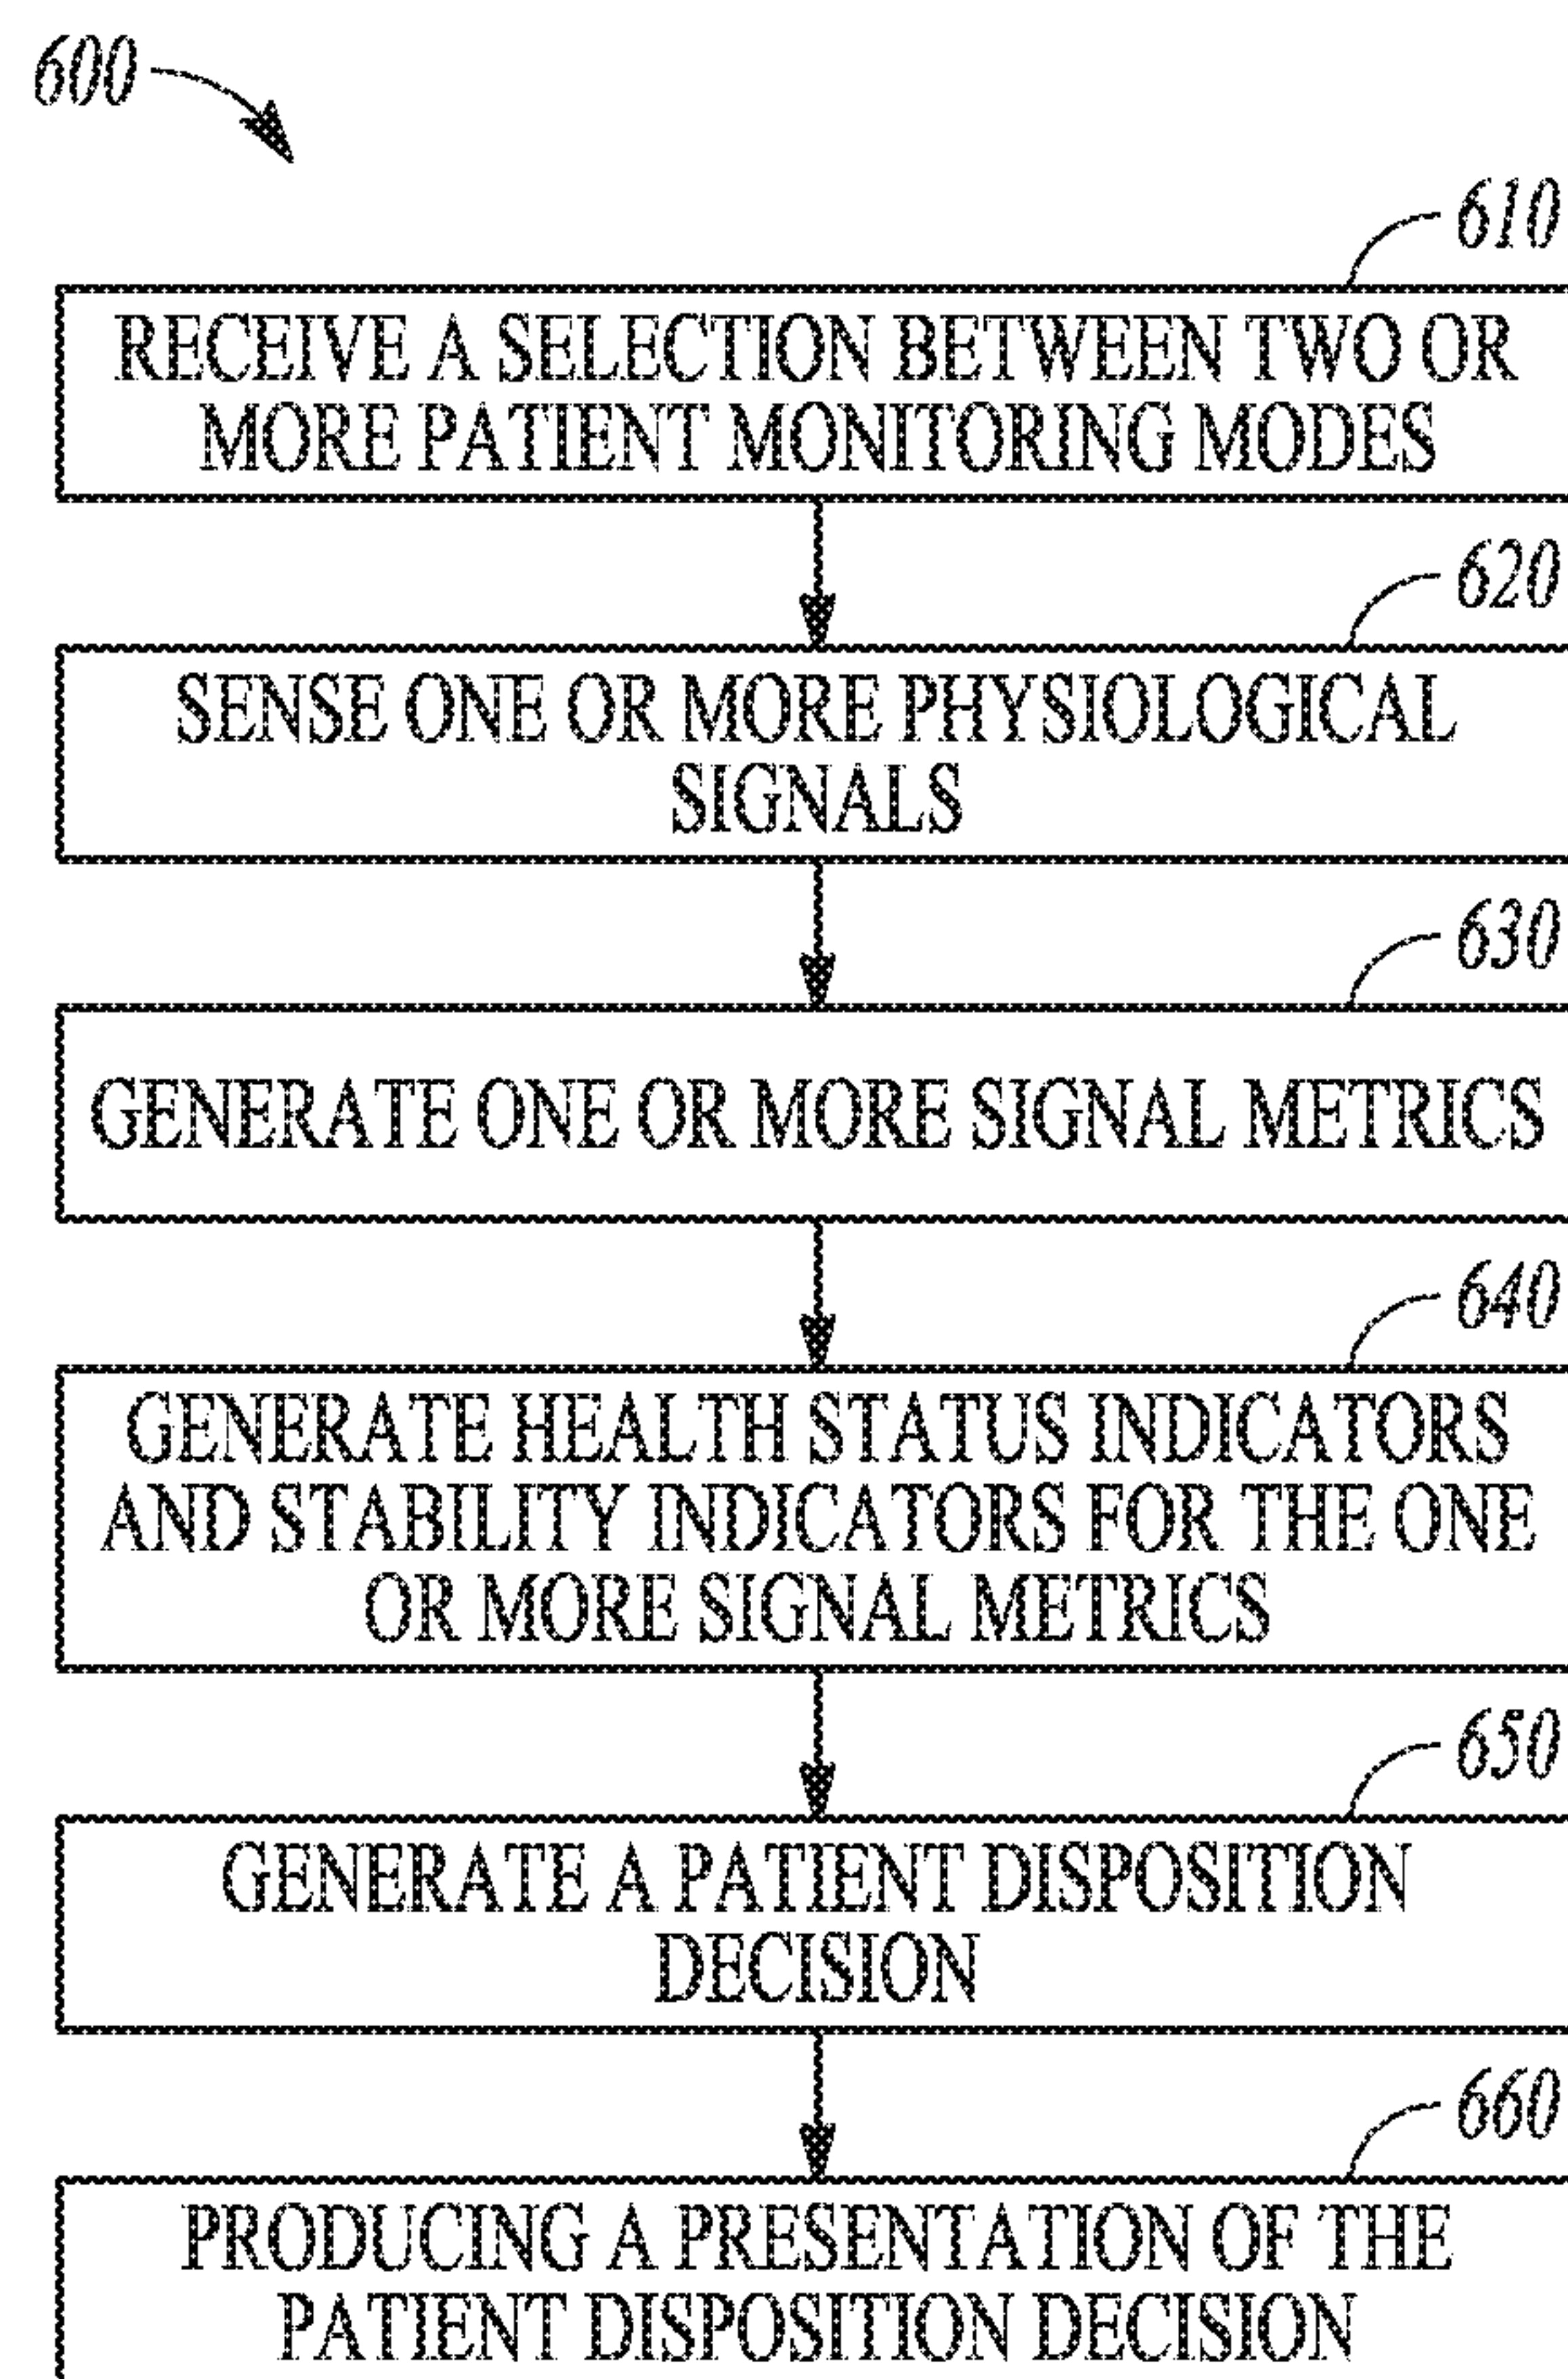 600
610
RECEIVE A SELECTION BETWEEN TWO OR
MORE PATIENT MONITORING MODES
620
SENSE ONE OR MORE PHYSIOLOGICAL
SIGNALS
630
GENERATE ONE OR MORE SIGNAL METRICS
640
GENERATE HEALTH STATUS INDICATORS
AND STABILITY INDICATORS FOR THE ONE
OR MORE SIGNAL METRICS
650
GENERATE A PATIENT DISPOSITION
DECISION
660
PRODUCING A PRESENTATION OF THE
PATIENT DISPOSITION DECISION